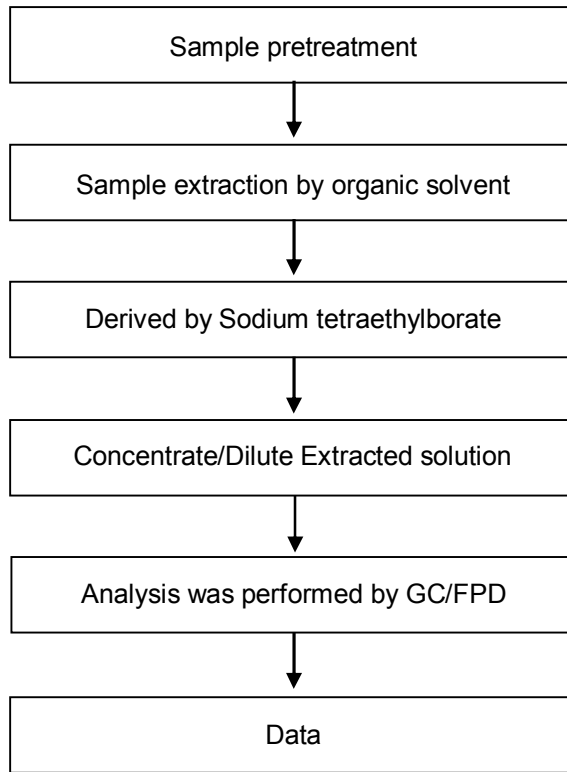 Sample pretreatment
Sample extraction by organic solvent
Derived by Sodium tetraethylborate
Concentrate/Dilute Extracted solution
Analysis was performed by GC/FPD
Data